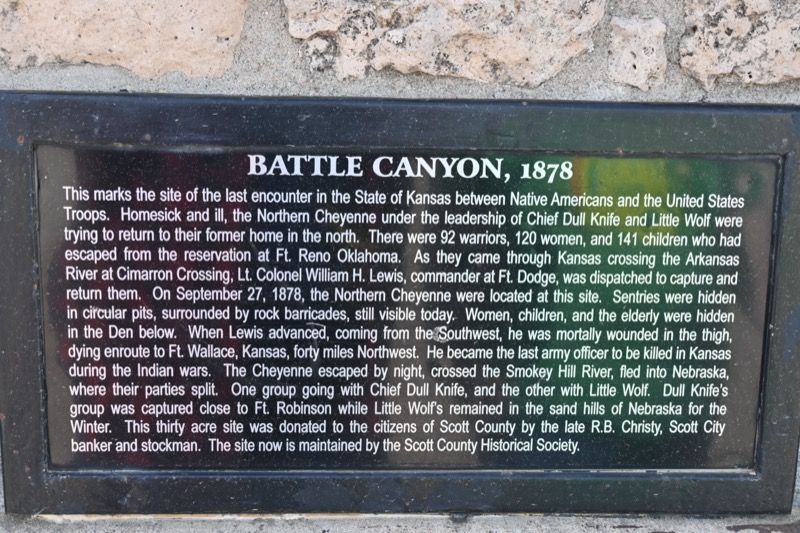 BATTLE CANYON, 1878
This marks the site of the last encounter in the State of Kansas between Native Americans and the United States
Troops. Homesick and ill, the Northern Cheyenne under the leadership of Chief Dull Knife and Little Wolf were
trying to return to their former home in the north. There were 92 warriors, 120 women, and 141 children who had
escaped from the reservation at Ft. Reno Oklahoma. As they came through Kansas crossing the Arkansas
River at Cimarron Crossing, Lt. Colonel William H. Lewis, commander at Ft. Dodge, was dispatched to capture and
return them. On September 27, 1878, the Northern Cheyenne were located at this site. Sentries were hidden
in circular pits, surrounded by rock barricades, still visible today. Women, children, and the elderly were hidden
in the Den below. When Lewis advanced, coming from the Southwest, he was mortally wounded in the thigh,
dying enroute to Ft. Wallace, Kansas, forty miles Northwest. He became the last army officer to be killed in Kansas
during the Indian wars. The Cheyenne escaped by night, crossed the Smokey Hill River, fled into Nebraska,
where their parties split. One group going with Chief Dull Knife, and the other with Little Wolf. Dull Knife's
group was captured close to Ft. Robinson while Little Wolf's remained in the sand hills of Nebraska for the
Winter. This thirty acre site was donated to the citizens of Scott County by the late R.B. Christy, Scott City
banker and stockman. The site now is maintained by the Scott County Historical Society.